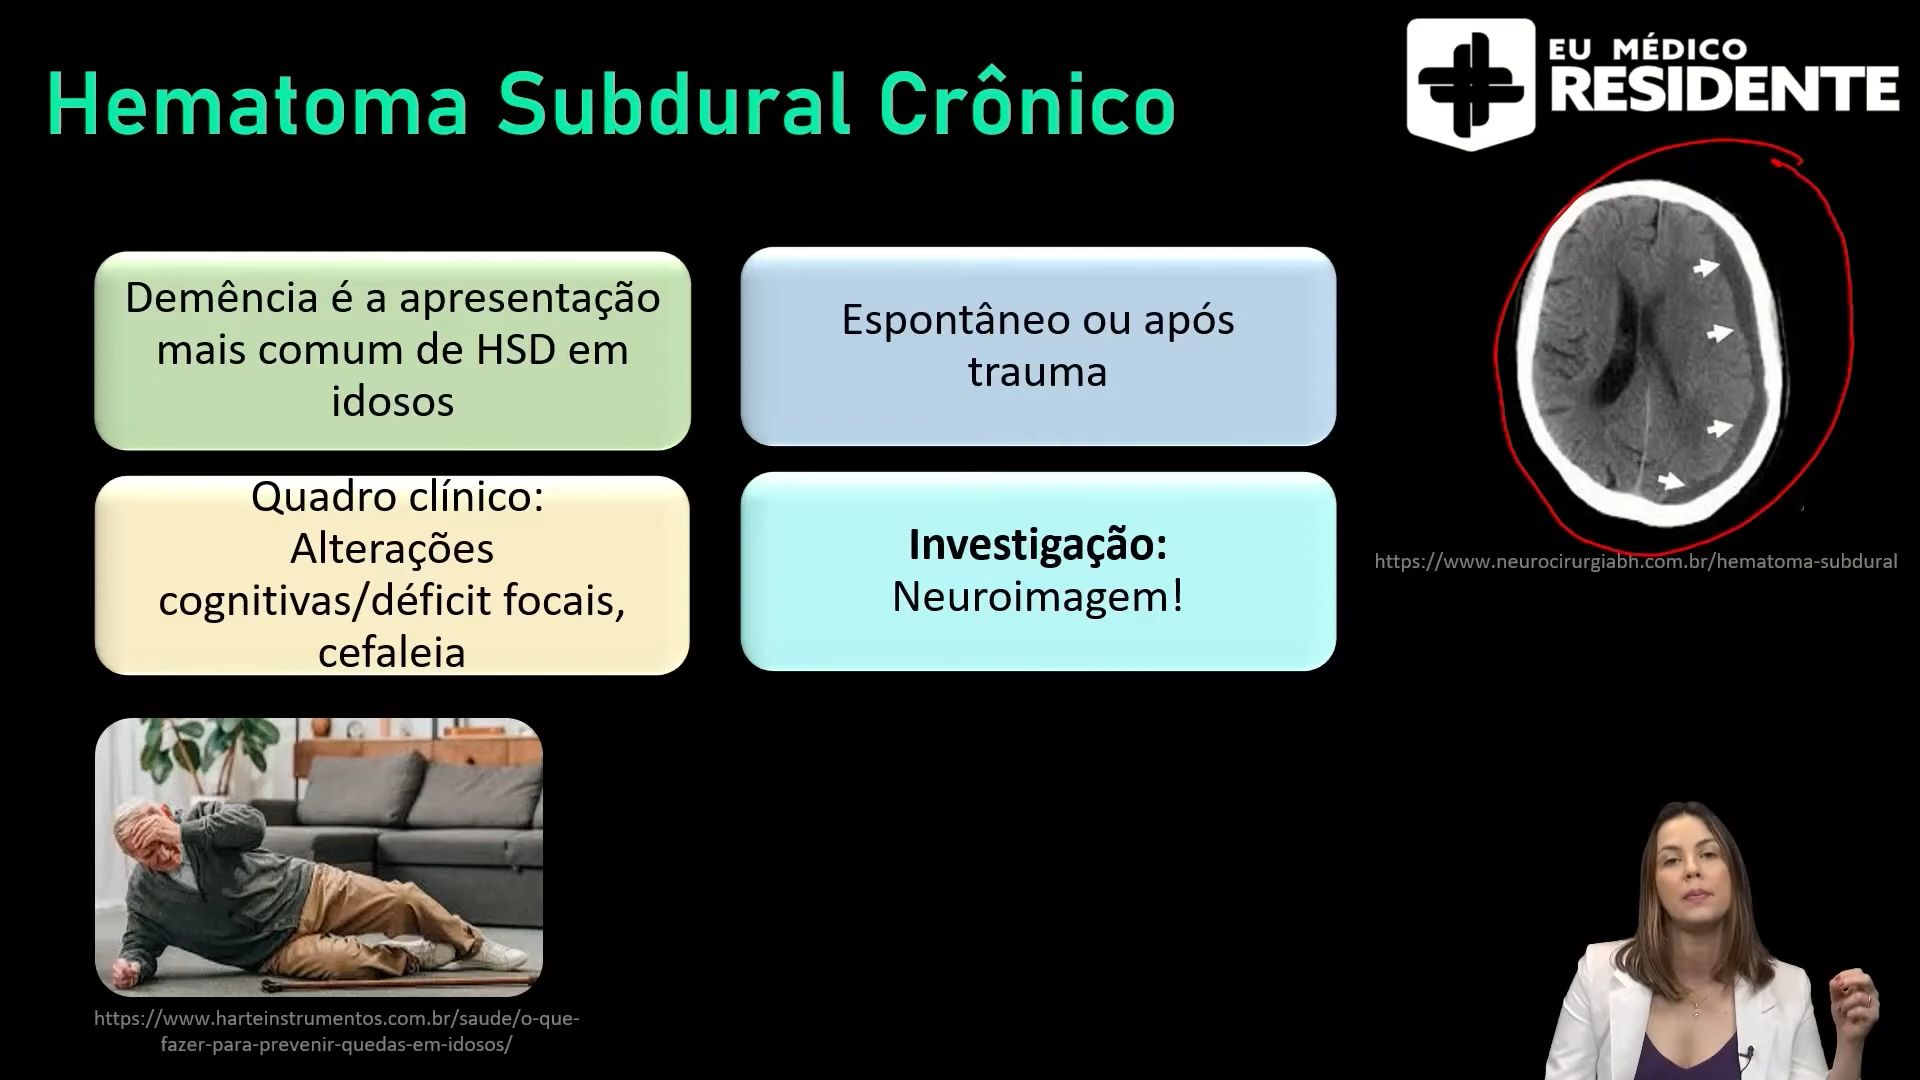 Hematoma Subdural Crônico
EU MÉDICO
RESIDENTE
Demência é a apresentação
mais comum de HSD em
idosos
Espontâneo ou após
trauma
Quadro clínico:
Alterações
cognitivas/déficit focais,
cefaleia
Investigação:
Neuroimagem!
https://www.neurocirurgiabh.com.br/hematoma-subdural
https://www.harteinstrumentos.com.br/saude/o-que-
fazer-para-prevenir-quedas-em-idosos/